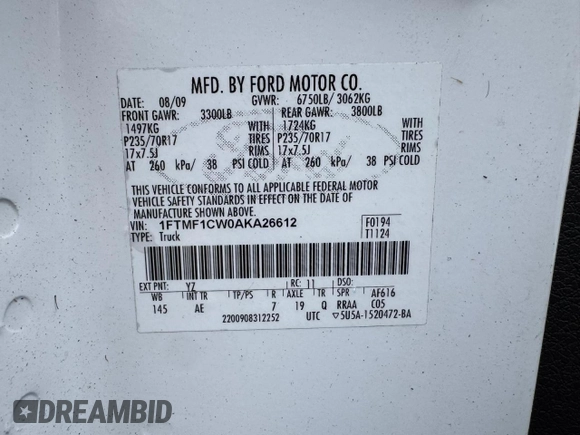 MFD. BY FORD MOTOR CO.
DATE: 08/09 GVWR: 6750LB/ 3062KG
FRONT GAWR: 3300LB REAR GAWR: 3800LB
1497KG WITH 1724KG WITH
P235/70R17 TIRES P235/70R17 TIRES
17x7.5J RIMS 17x7.5J RIMS
AT 260 kPa/ 38 PSI COLD AT 260 kPa/ 38 PSI COLD
THIS VEHICLE CONFORMS TO ALL APPLICABLE FEDERAL MOTOR
VEHICLE SAFETY STANDARDS IN EFFECT ON THE DATE OF
MANUFACTURE SHOWN ABOVE.
VIN: 1FTMF1CW0AKA26612 F0194
TYPE: Truck T1124
EXT PNT: YZ RC: 11 DSO:
WB INT TR TP/PS R AXLE TR SPR AF616
145 AE 7 19 Q RRAA C05
2200908312252 UTC ▽5U5A-1520472-BA
DREAMBID